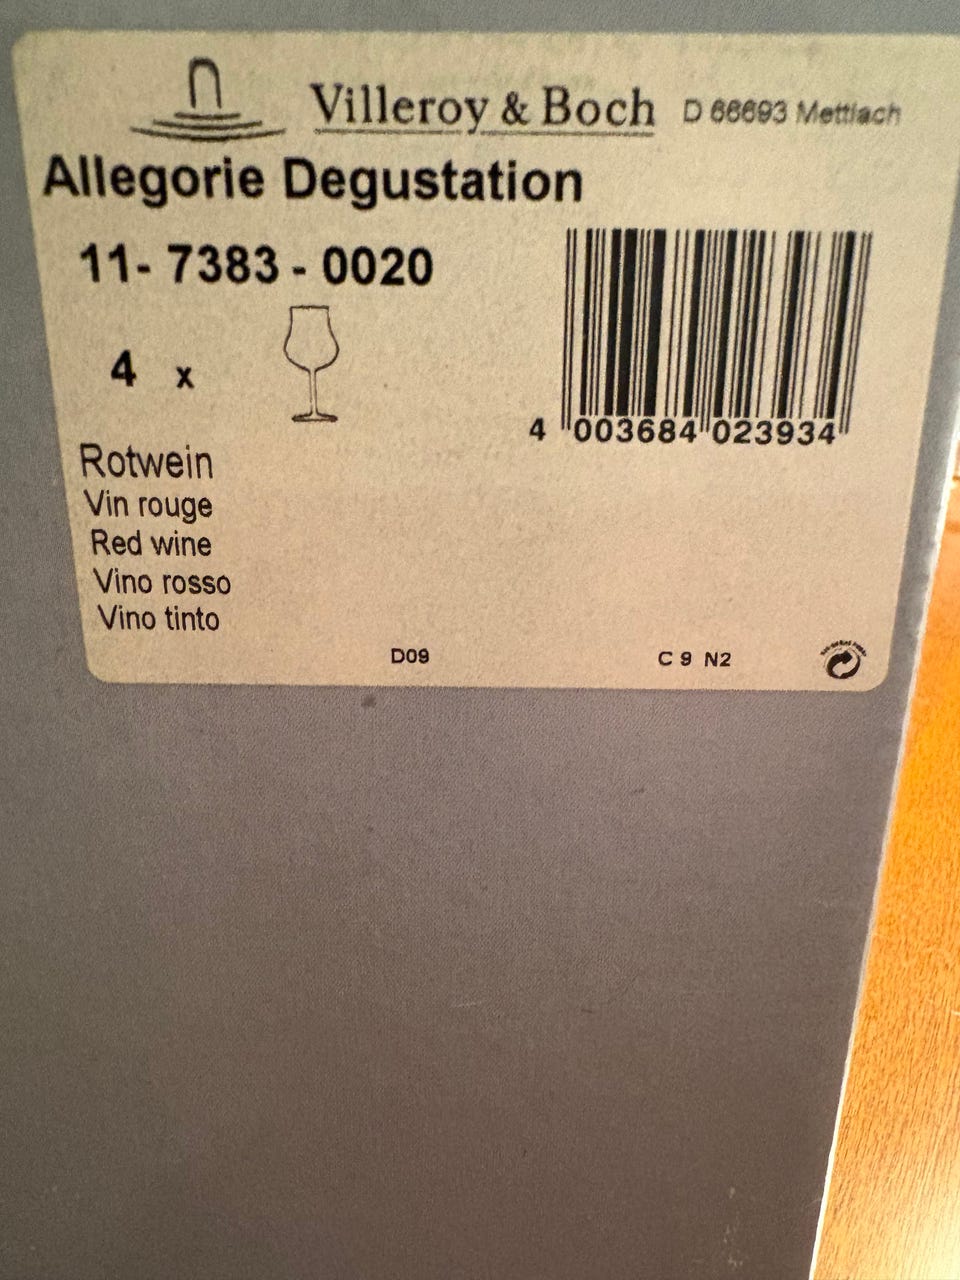 Villeroy & Boch D 66693 Mettlach
Allegorie Degustation
11- 7383 - 0020
4 x
4 003684 023934
Rotwein
Vin rouge
Red wine
Vino rosso
Vino tinto
D09 C 9 N2